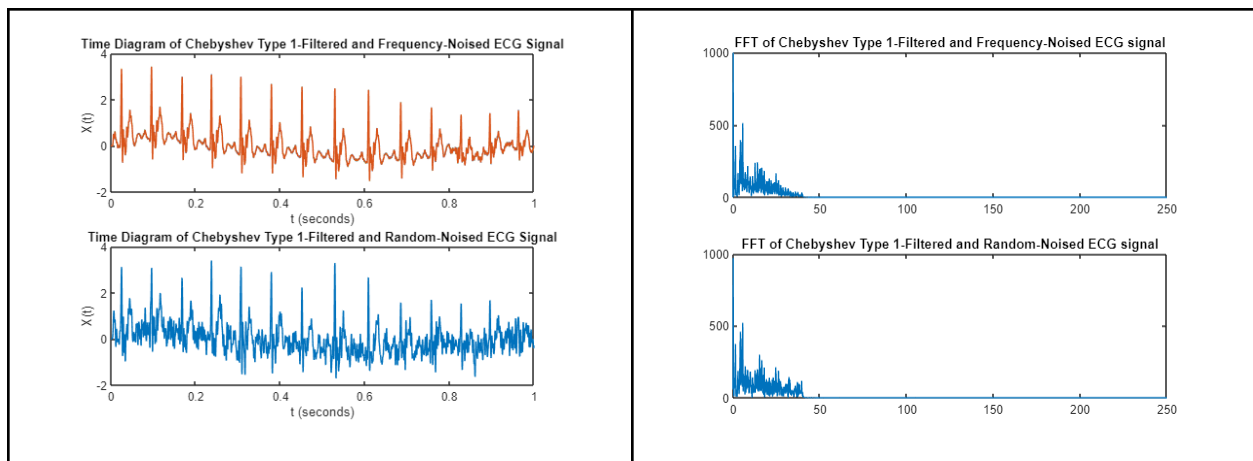 Time Diagram of Chebyshev Type 1-Filtered and Frequency-Noised ECG Signal
4
2
0
-2
X (t)
0 0.2 0.4 0.6 0.8 1
t (seconds)
Time Diagram of Chebyshev Type 1-Filtered and Random-Noised ECG Signal
4
2
0
-2
X (t)
0 0.2 0.4 0.6 0.8 1
t (seconds)
FFT of Chebyshev Type 1-Filtered and Frequency-Noised ECG signal
1000
500
0
0 50 100 150 200 250
FFT of Chebyshev Type 1-Filtered and Random-Noised ECG signal
1000
500
0
0 50 100 150 200 250